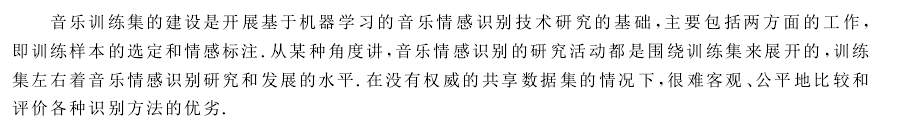 音乐训练集的建设是开展基于机器学习的音乐情感识别技术研究的基础,主要包括两方面的工作,
即训练样本的选定和情感标注.从某种角度讲,音乐情感识别的研究活动都是围绕训练集来展开的,训练
集左右着音乐情感识别研究和发展的水平.在没有权威的共享数据集的情况下,很难客观、公平地比较和
评价各种识别方法的优劣.